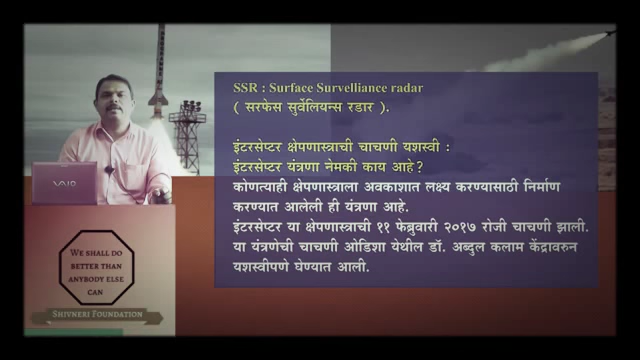 SSR : Surface Survelliance radar
( सरफेस सुर्वेलियन्स रडार ).
इंटरसेप्टर क्षेपणास्त्राची चाचणी यशस्वी :
इंटरसेप्टर यंत्रणा नेमकी काय आहे?
कोणत्याही क्षेपणास्त्राला अवकाशात लक्ष्य करण्यासाठी निर्माण
करण्यात आलेली ही यंत्रणा आहे.
इंटरसेप्टर या क्षेपणास्त्राची ११ फेब्रुवारी २०१७ रोजी चाचणी झाली.
या यंत्रणेची चाचणी ओडिशा येथील डॉ. अब्दुल कलाम केंद्रावरुन
यशस्वीपणे घेण्यात आली.
VAIO
WE SHALL DO
BETTER THAN
ANYBODY ELSE
CAN
SHIVNERI FOUNDATION